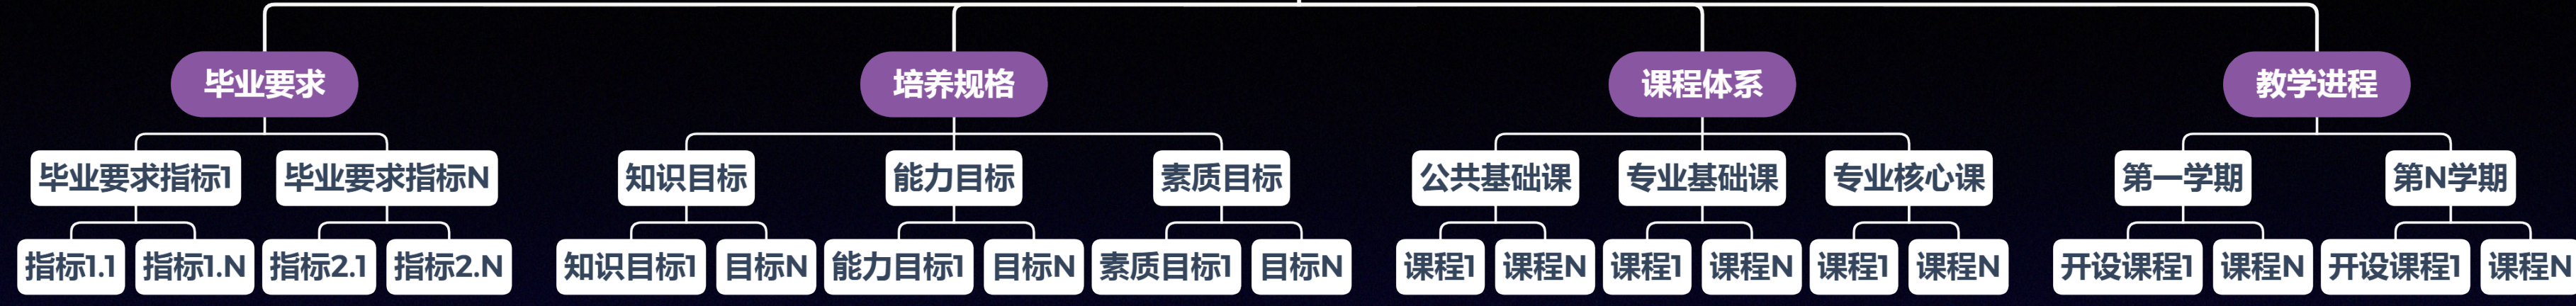 毕业要求
培养规格
课程体系
教学进程
毕业要求指标1
毕业要求指标N
知识目标
能力目标
素质目标
公共基础课
专业基础课
专业核心课
第一学期
第N学期
指标1.1
指标1.N
指标2.1
指标2.N
知识目标1
目标N
能力目标1
目标N
素质目标1
目标N
课程1
课程N
课程1
课程N
课程1
课程N
开设课程1
课程N
开设课程1
课程N